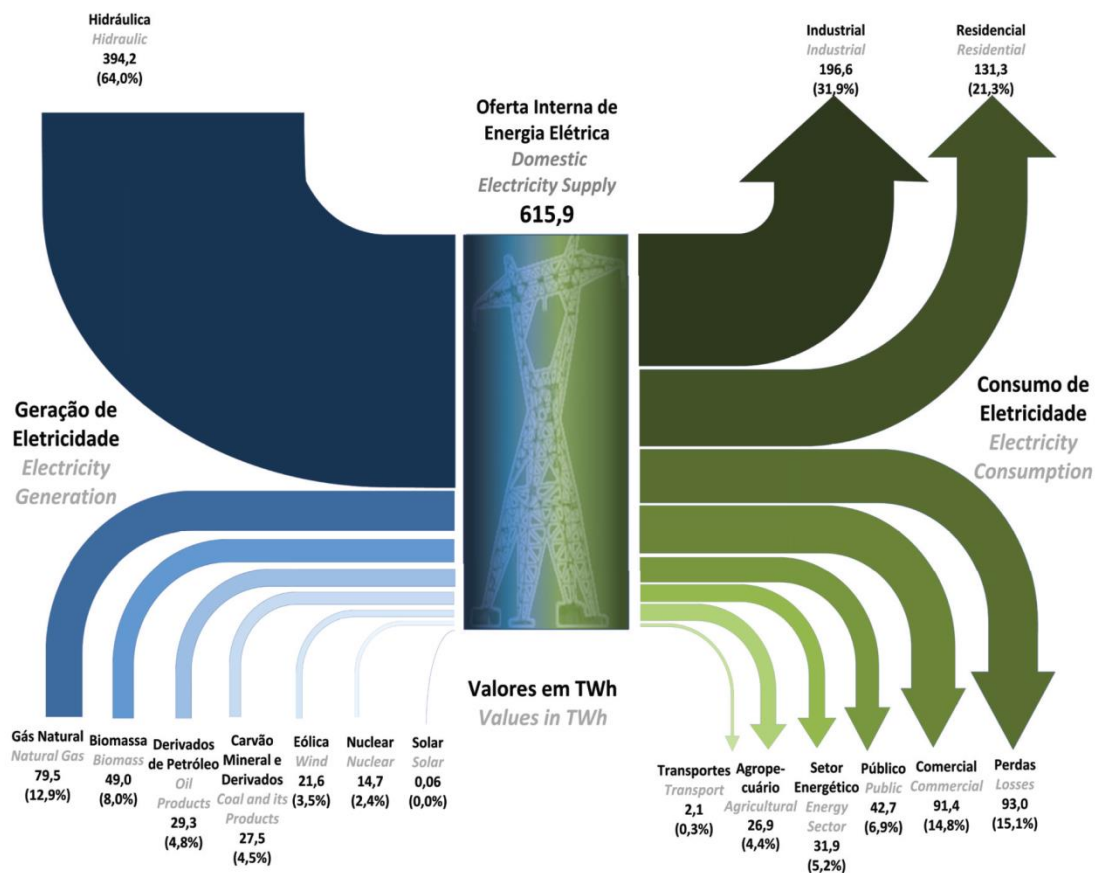 Hidráulica
Hidraulic
394,2
(64,0%)
Oferta Interna de
Energia Elétrica
Domestic
Electricity Supply
615,9
Industrial
Industrial
196,6
(31,9%)
Residencial
Residential
131,3
(21,3%)
Geração de
Eletricidade
Electricity
Generation
Consumo de
Eletricidade
Electricity
Consumption
Valores em TWh
Values in TWh
Gás Natural
Natural Gas
79,5
(12,9%)
Biomassa
Biomass
49,0
(8,0%)
Derivados
de Petróleo
Oil
Products
29,3
(4,8%)
Carvão
Mineral e
Derivados
Coal and its
Products
27,5
(4,5%)
Eólica
Wind
21,6
(3,5%)
Nuclear
Nuclear
14,7
(2,4%)
Solar
Solar
0,06
(0,0%)
Transportes
Transport
2,1
(0,3%)
Agrope-
cuário
Agricultural
26,9
(4,4%)
Setor
Energético
Energy
Sector
31,9
(5,2%)
Público
Public
42,7
(6,9%)
Comercial
Commercial
91,4
(14,8%)
Perdas
Losses
93,0
(15,1%)